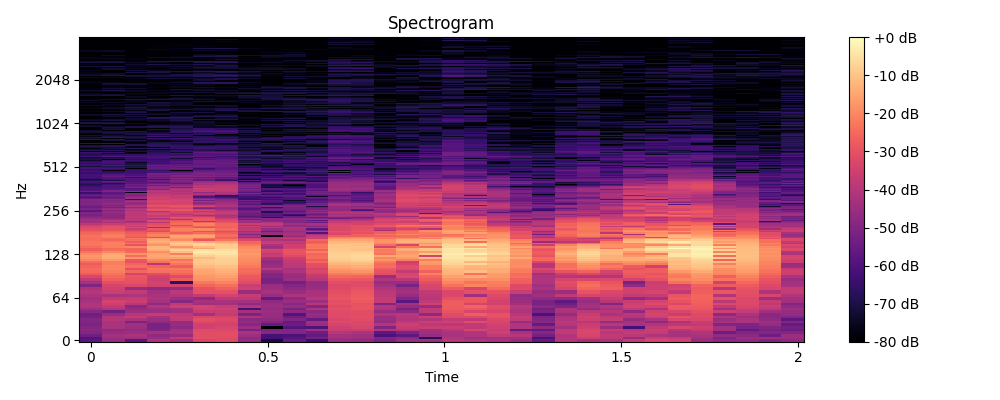 Spectrogram
Hz
2048
1024
512
256
128
64
0
0 0.5 1 1.5 2
Time
+0 dB
-10 dB
-20 dB
-30 dB
-40 dB
-50 dB
-60 dB
-70 dB
-80 dB